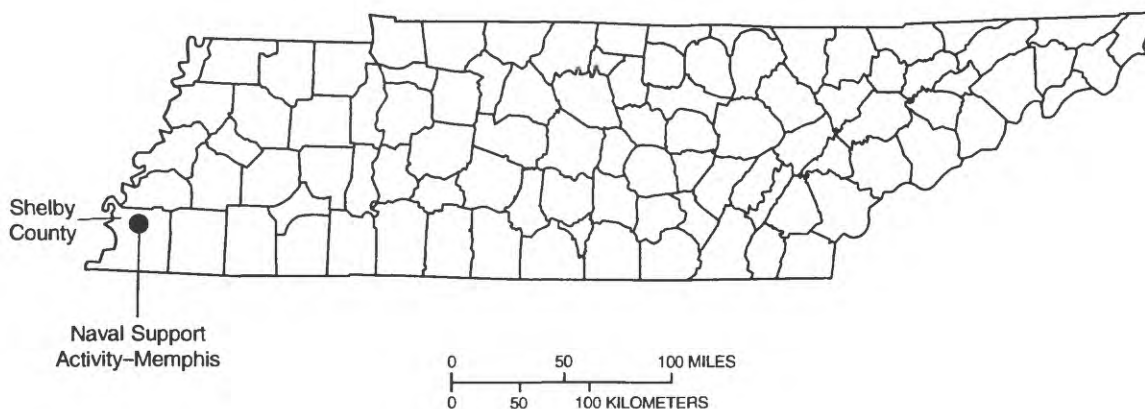 Shelby
County
Naval Support
Activity–Memphis
0 50 100 MILES
0 50 100 KILOMETERS